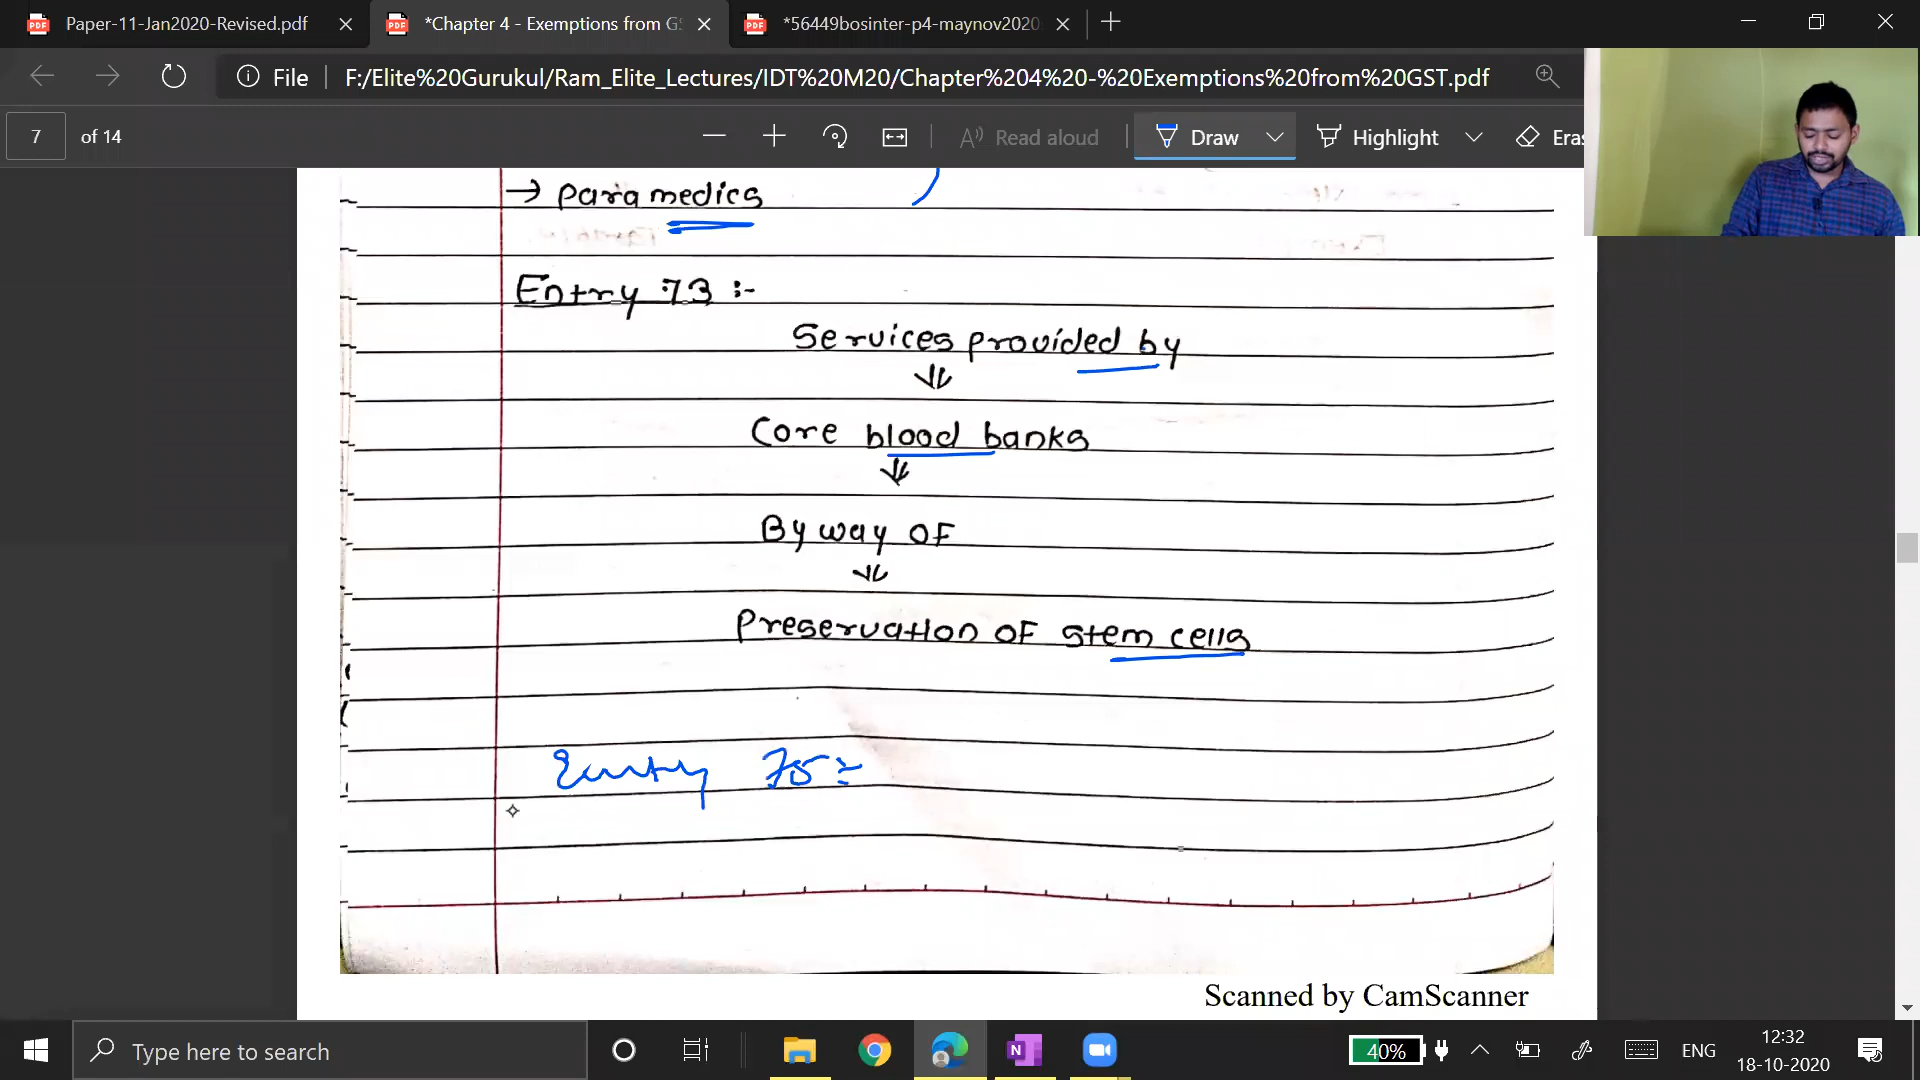 Paper-11-Jan2020-Revised.pdf
*Chapter 4 - Exemptions from GS
*56449bosinter-p4-maynov2020
File
F:/Elite%20Gurukul/Ram_Elite_Lectures/IDT%20M20/Chapter%204%20-%20Exemptions%20from%20GST.pdf
7 of 14
Read aloud
Draw
Highlight
Eras
→ Paramedics
Entry 73 :-
Services provided by
Core blood banks
By way OF
Preservation OF stem cells
Entry 75:
Scanned by CamScanner
Type here to search
40%
ENG
12:32
18-10-2020